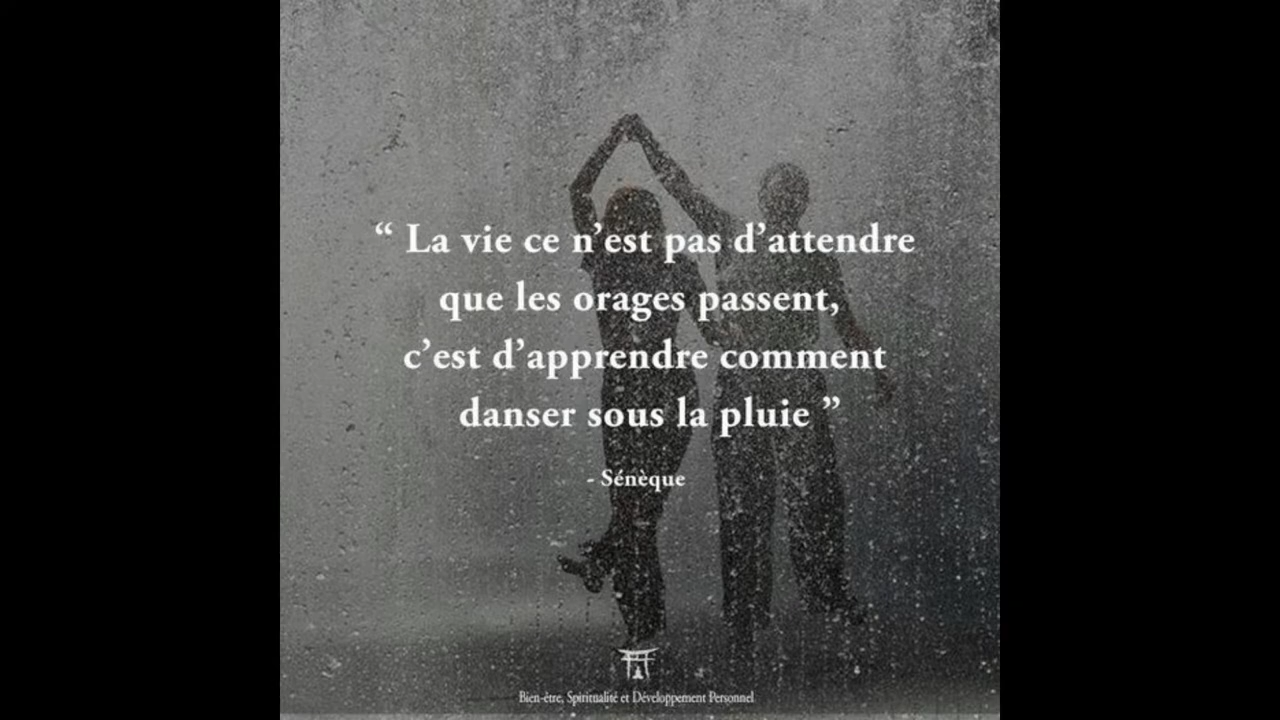 “ La vie ce n’est pas d’attendre
que les orages passent,
c’est d’apprendre comment
danser sous la pluie ”
- Sénèque
Bien-être, Spiritualité et Développement Personnel